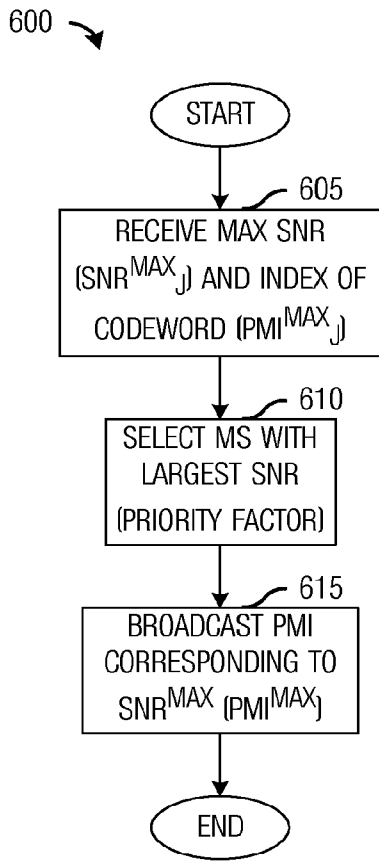 600
START
605
RECEIVE MAX SNR
(SNR^MAX_J) AND INDEX OF
CODEWORD (PMI^MAX_J)
610
SELECT MS WITH
LARGEST SNR
(PRIORITY FACTOR)
615
BROADCAST PMI
CORRESPONDING TO
SNR^MAX (PMI^MAX)
END